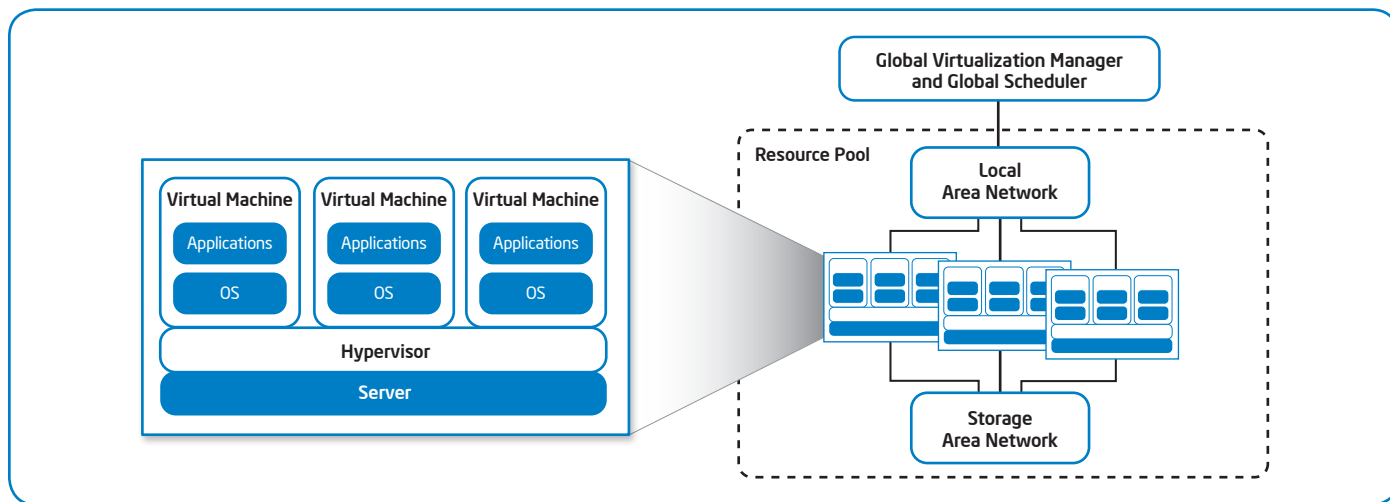 Global Virtualization Manager
and Global Scheduler
Resource Pool
Local
Area Network
Virtual Machine
Virtual Machine
Virtual Machine
Applications
Applications
Applications
OS
OS
OS
Hypervisor
Server
Storage
Area Network